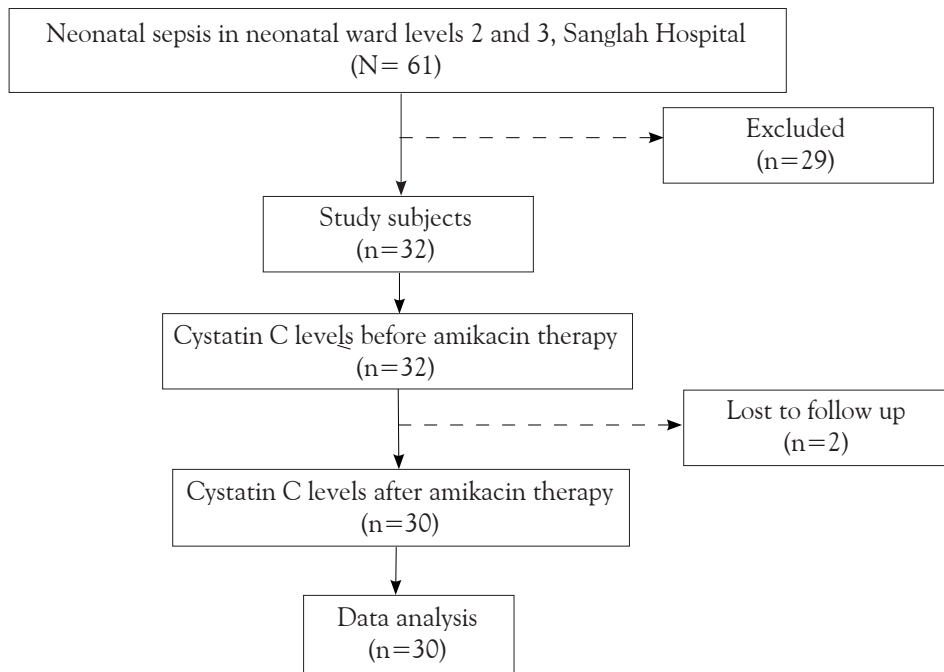 Neonatal sepsis in neonatal ward levels 2 and 3, Sanglah Hospital
(N= 61)
Excluded
(n=29)
Study subjects
(n=32)
Cystatin C levels before amikacin therapy
(n=32)
Lost to follow up
(n=2)
Cystatin C levels after amikacin therapy
(n=30)
Data analysis
(n=30)